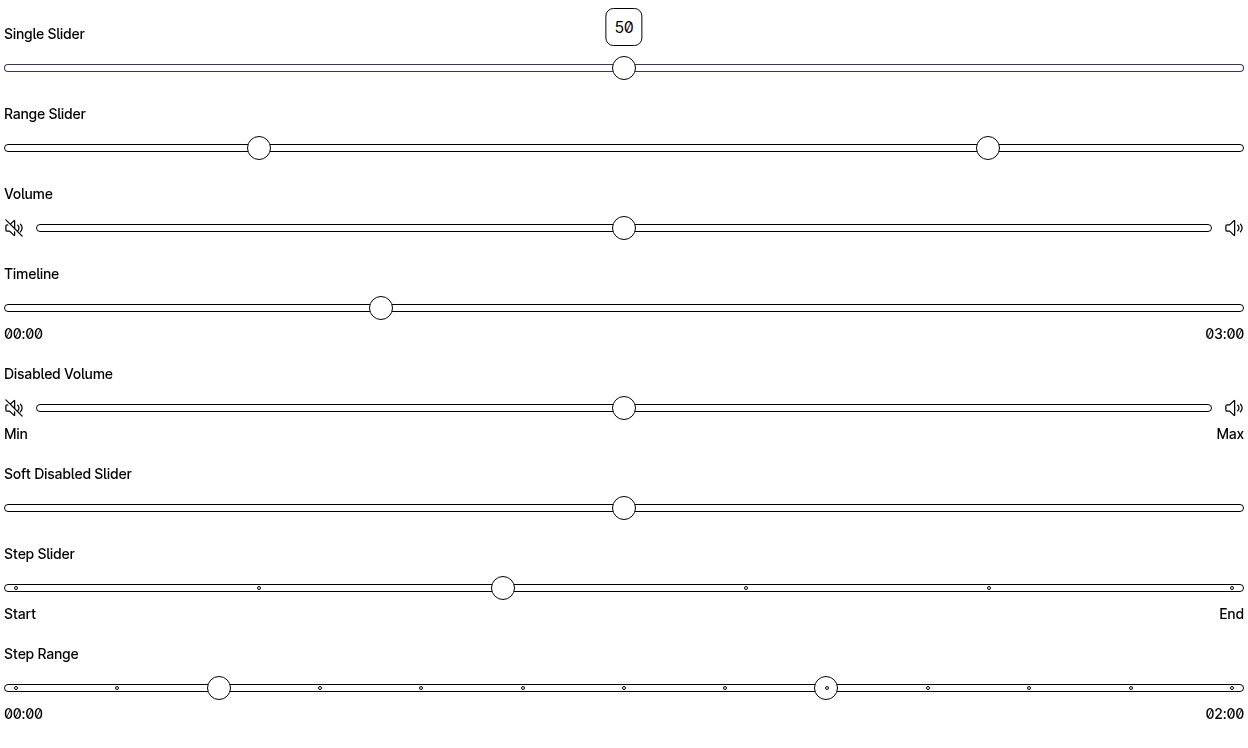 Single Slider
50
Range Slider
Volume
Timeline
00:00
03:00
Disabled Volume
Min
Max
Soft Disabled Slider
Step Slider
Start
End
Step Range
00:00
02:00